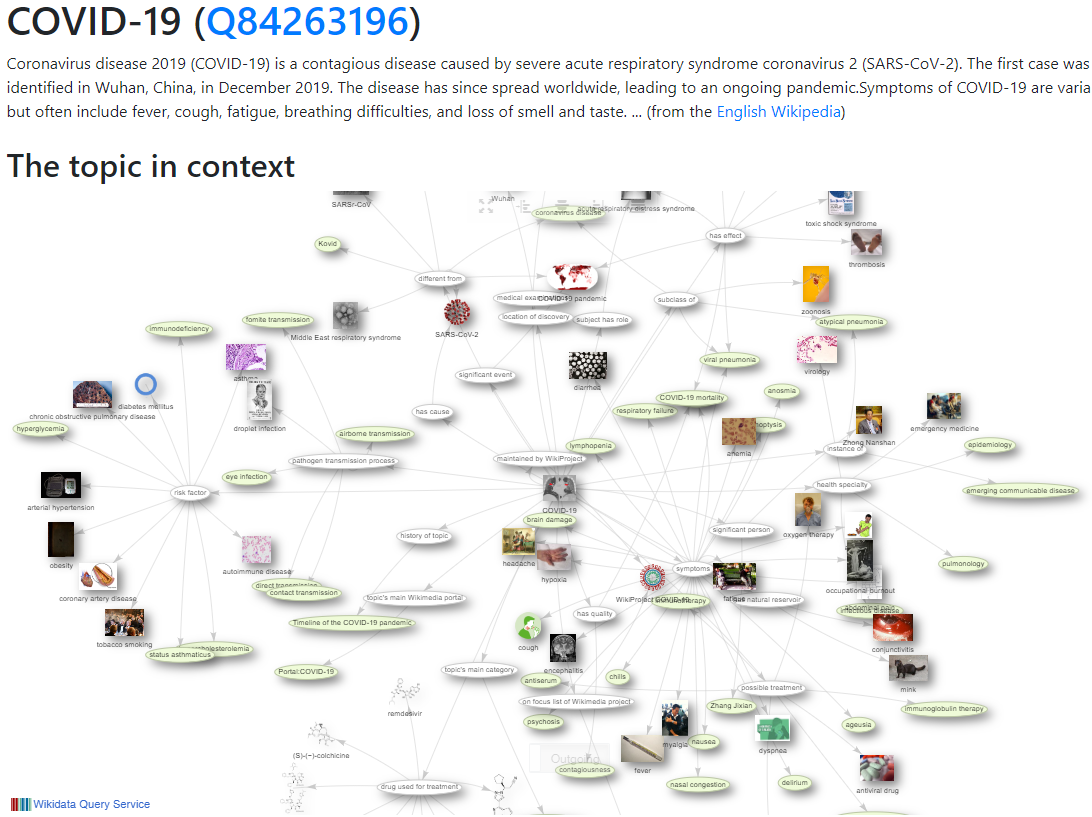 COVID-19 (Q84263196)
Coronavirus disease 2019 (COVID-19) is a contagious disease caused by severe acute respiratory syndrome coronavirus 2 (SARS-CoV-2). The first case was
identified in Wuhan, China, in December 2019. The disease has since spread worldwide, leading to an ongoing pandemic.Symptoms of COVID-19 are varia
but often include fever, cough, fatigue, breathing difficulties, and loss of smell and taste. ... (from the English Wikipedia)
The topic in context
SARSr-CoV
Wuhan
coronavirus disease
acute respiratory distress syndrome
toxic shock syndrome
has effect
Kovid
thrombosis
different from
COVID-19 pandemic
medical exam
subclass of
zoonosis
location of discovery
subject has role
fomite transmission
immunodeficiency
Middle East respiratory syndrome
SARS-CoV-2
atypical pneumonia
viral pneumonia
virology
asthma
significant event
diarrhea
diabetes mellitus
chronic obstructive pulmonary disease
anosmia
COVID-19 mortality
respiratory failure
has cause
droplet infection
hyperglycemia
airborne transmission
optysis
Zhong Nanshan
emergency medicine
lymphopenia
anemia
instance of
epidemiology
pathogen transmission process
maintained by WikiProject
eye infection
risk factor
health specialty
emerging communicable disease
arterial hypertension
COVID-19
brain damage
significant person
oxygen therapy
history of topic
obesity
headache
hypoxia
symptoms
pulmonology
autoimmune disease
direct transmission
contact transmission
coronary artery disease
topic's main Wikimedia portal
WikiProject COVID-19
fatigue
natural reservoir
occupational burnout
abdominal pain
infectious disease
has quality
Timeline of the COVID-19 pandemic
tobacco smoking
cough
conjunctivitis
status asthmaticus
cholesterolemia
encephalitis
Portal:COVID-19
topic's main category
antiserum
chills
mink
possible treatment
on focus list of Wikimedia project
Zhang Jixian
immunoglobulin therapy
remdesivir
psychosis
ageusia
myalgia
nausea
dyspnea
(S)-(−)-colchicine
Outgoing
contagiousness
fever
nasal congestion
delirium
antiviral drug
drug used for treatment
Wikidata Query Service